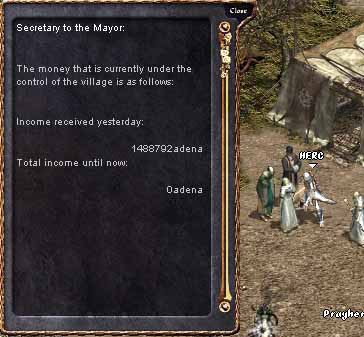 Close
Secretary to the Mayor:
The money that is currently under the
control of the village is as follows:
Income received yesterday:
1488792adena
Total income until now:
0adena
HERC
Prayher